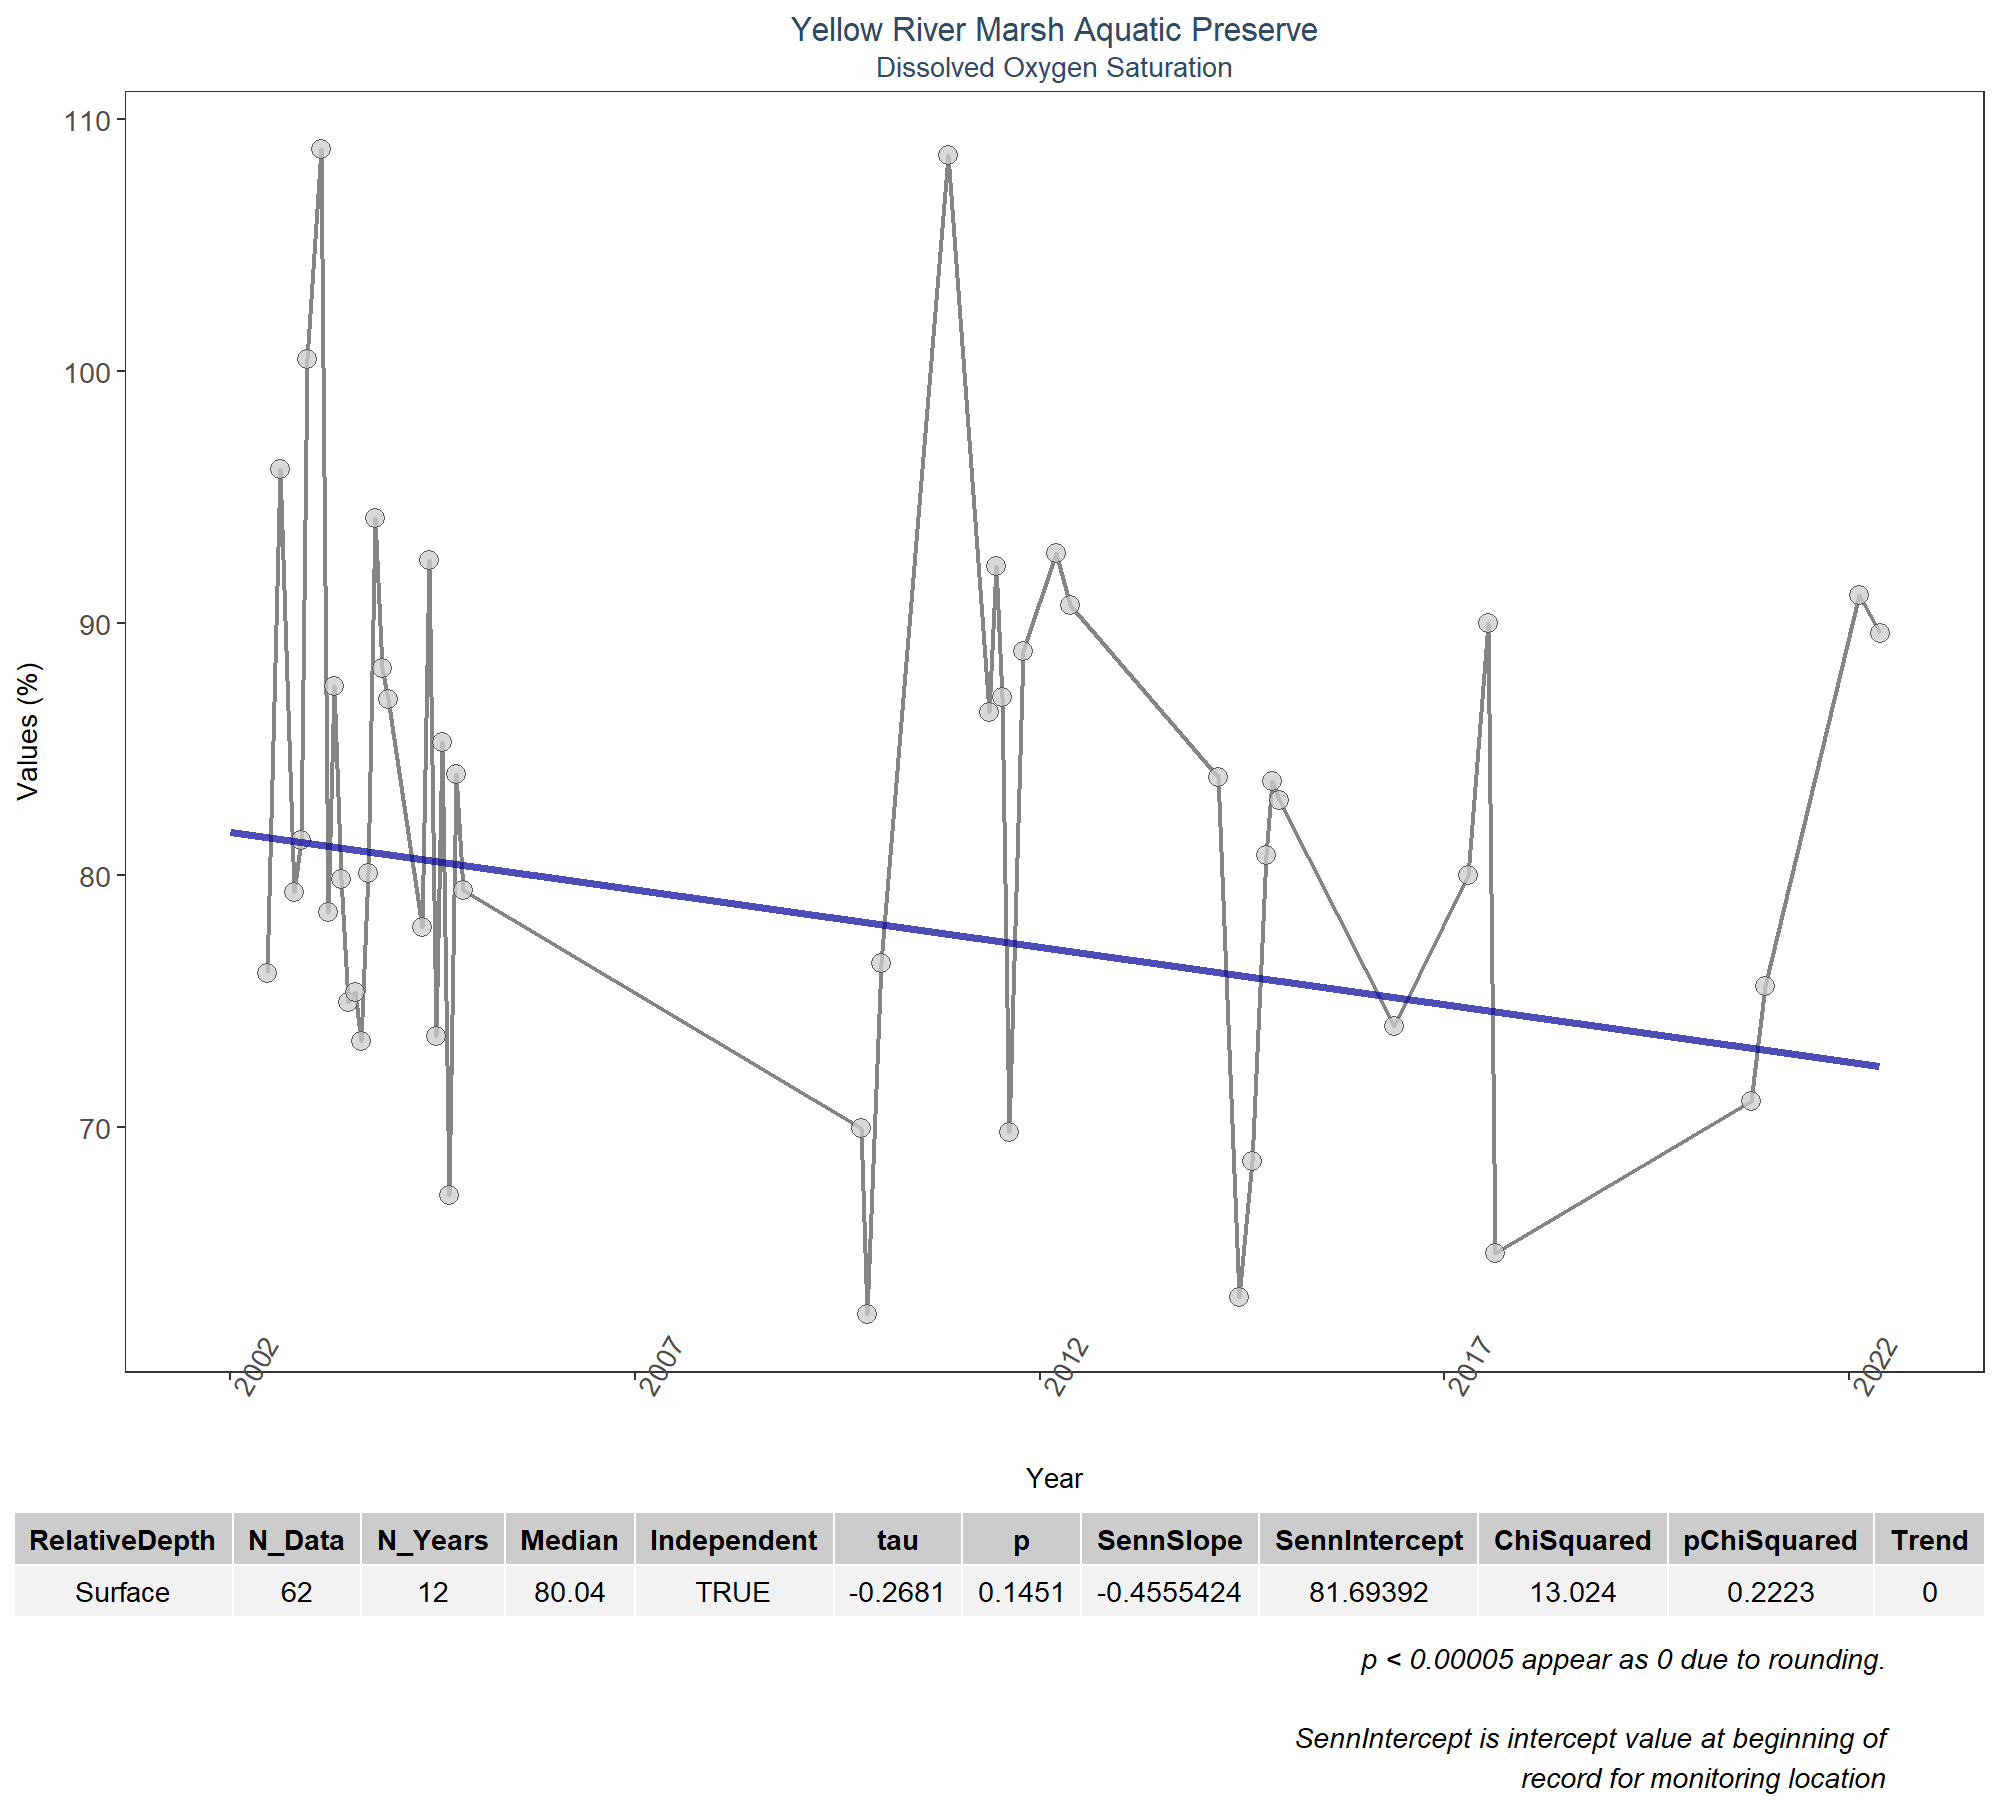 Yellow River Marsh Aquatic Preserve
Dissolved Oxygen Saturation
110
100
90
80
70
Values (%)
2002 2007 2012 2017 2022
Year
RelativeDepth N_Data N_Years Median Independent tau p SennSlope SennIntercept ChiSquared pChiSquared Trend
Surface 62 12 80.04 TRUE -0.2681 0.1451 -0.4555424 81.69392 13.024 0.2223 0
p < 0.00005 appear as 0 due to rounding.
SennIntercept is intercept value at beginning of
record for monitoring location